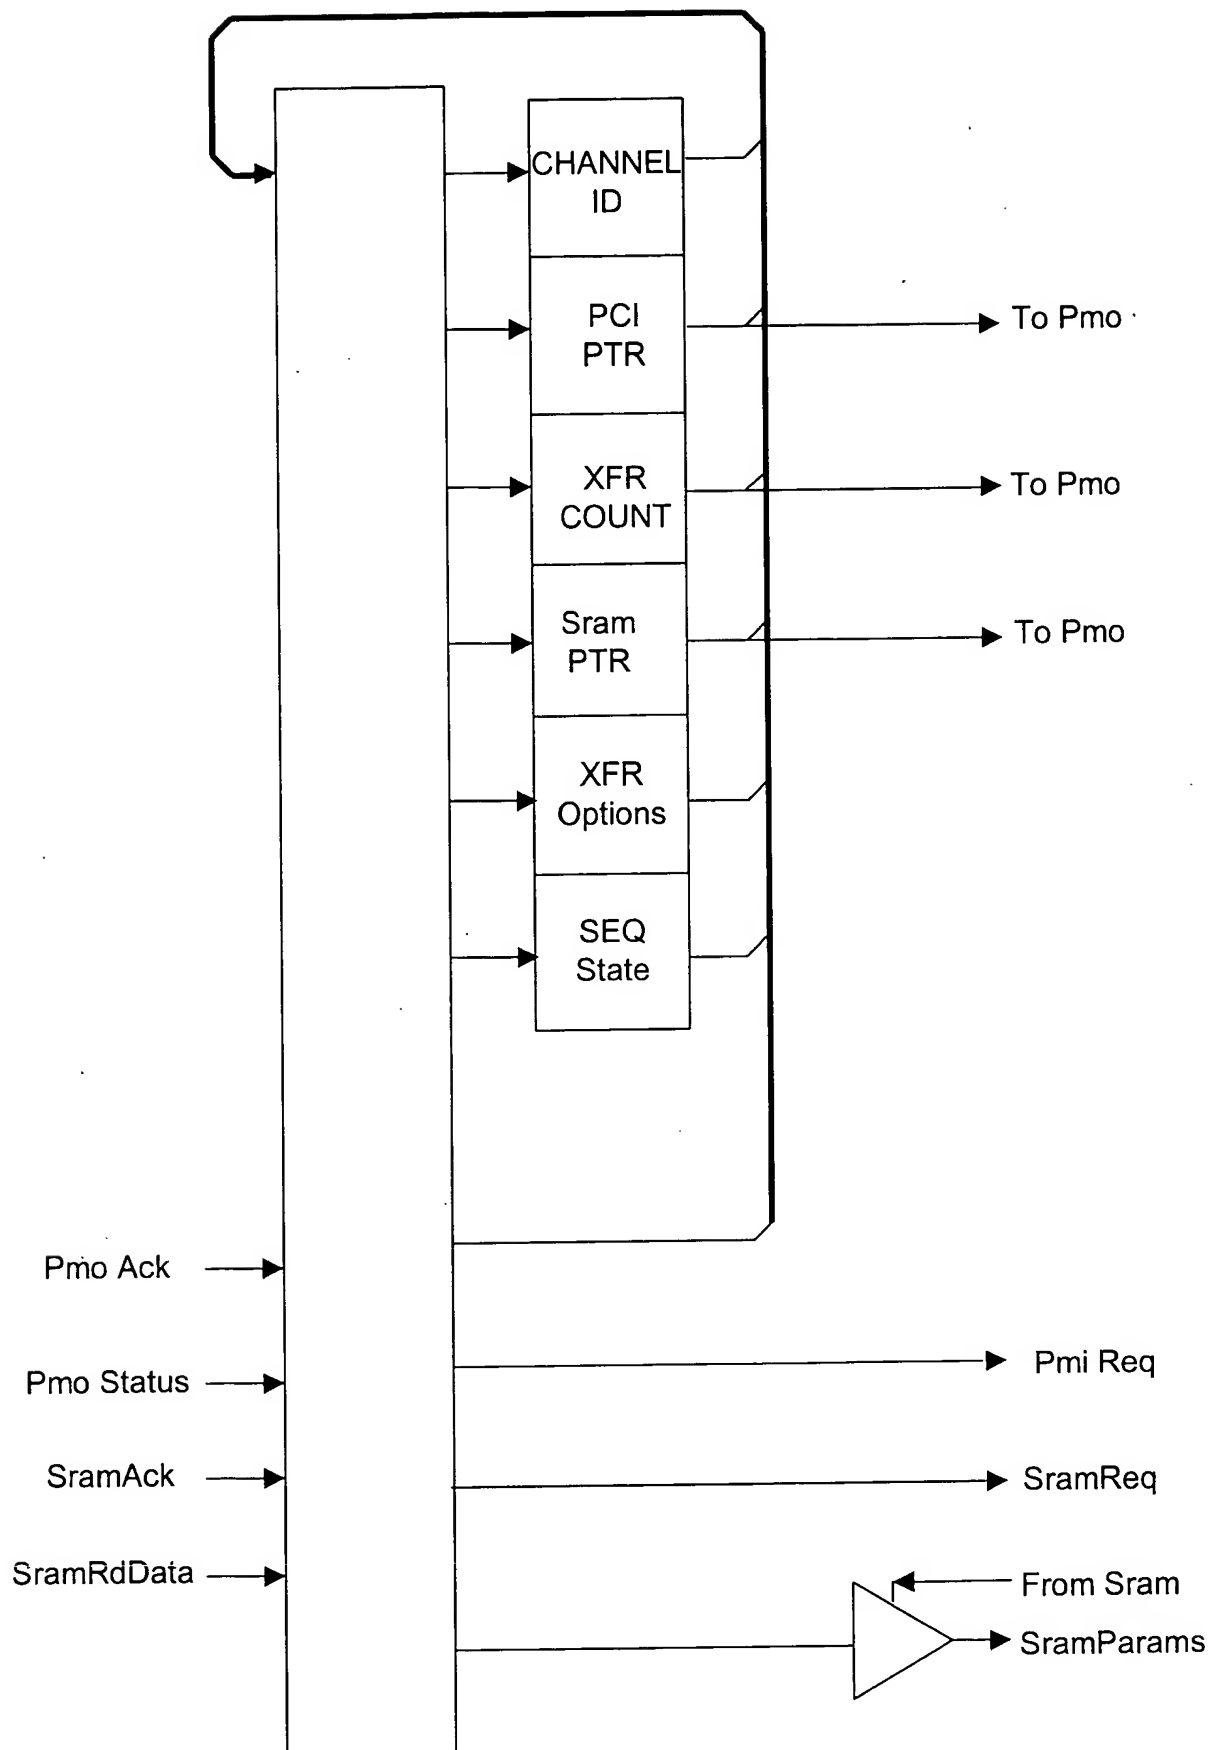 CHANNEL
ID
PCI
PTR
To Pmo
XFR
COUNT
To Pmo
Sram
PTR
To Pmo
XFR
Options
SEQ
State
Pmo Ack
Pmo Status
Pmi Req
SramAck
SramReq
SramRdData
From Sram
SramParams